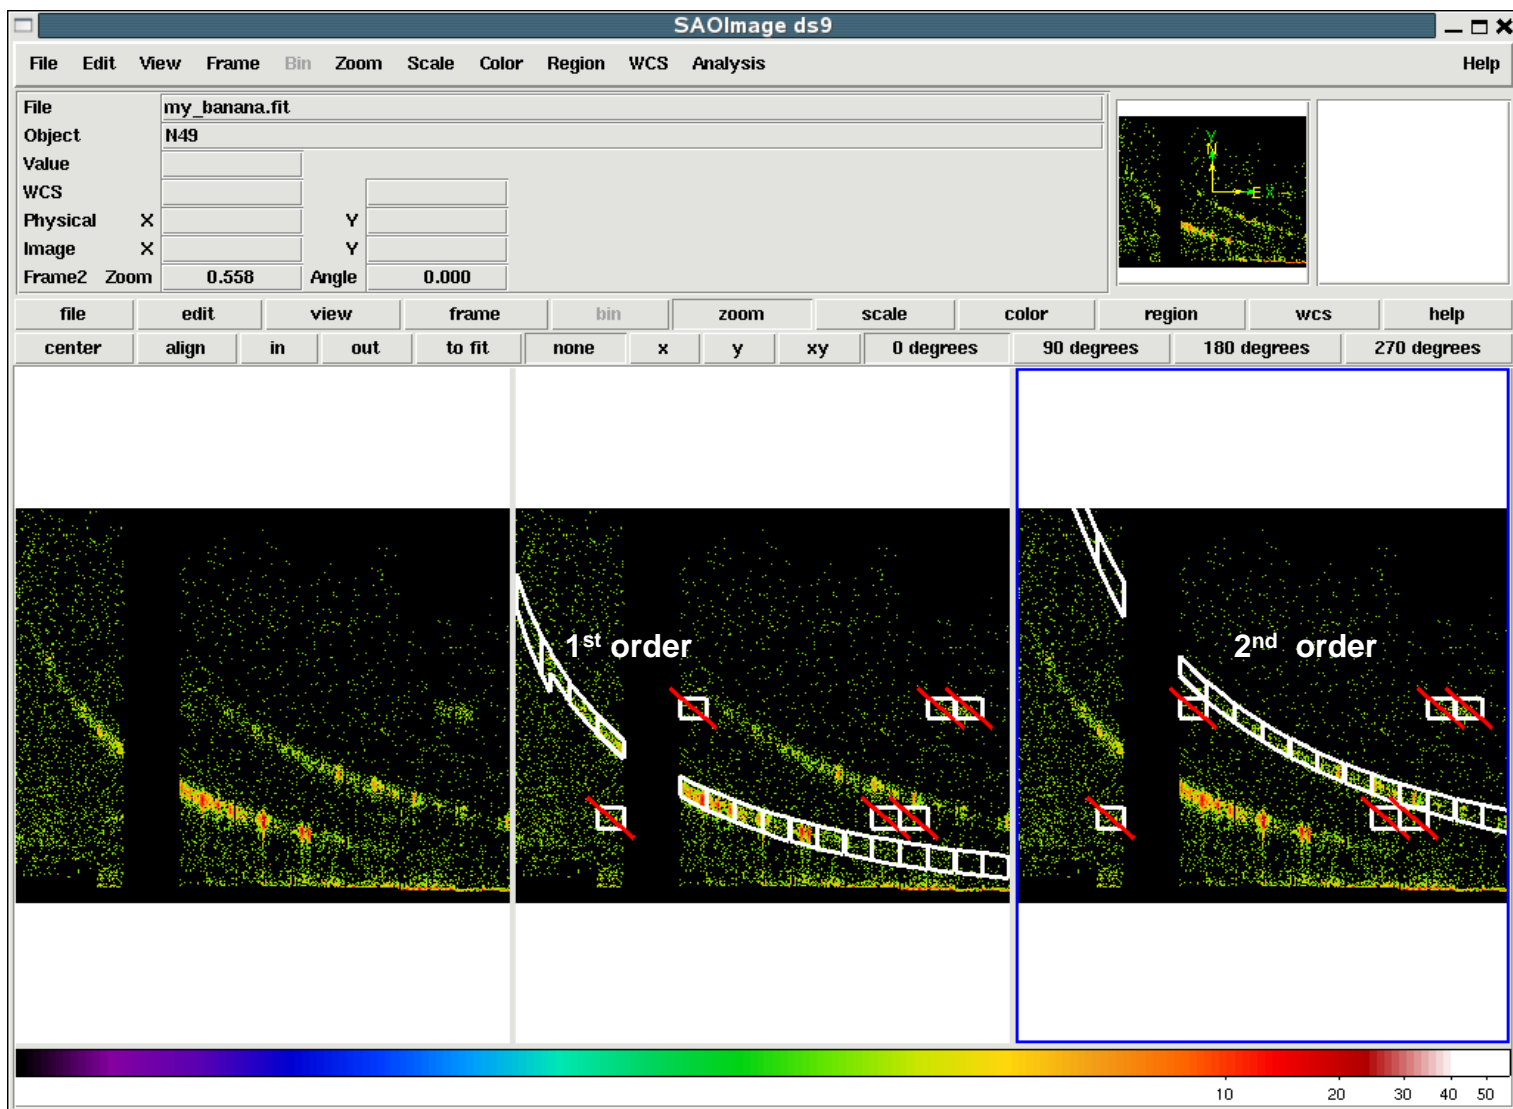 SAOImage ds9
File Edit View Frame Bin Zoom Scale Color Region WCS Analysis Help
File my_banana.fit
Object N49
Value
WCS
Physical X Y
Image X Y
Frame2 Zoom 0.558 Angle 0.000
Y
N
E X
file edit view frame bin zoom scale color region wcs help
center align in out to fit none x y xy 0 degrees 90 degrees 180 degrees 270 degrees
1st order 2nd order
10 20 30 40 50